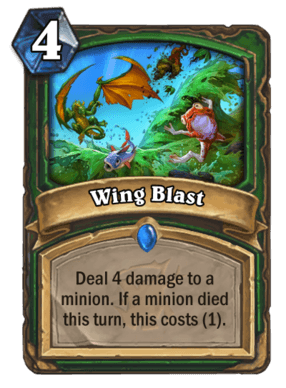 4
Wing Blast
Deal 4 damage to a
minion. If a minion died
this turn, this costs (1).